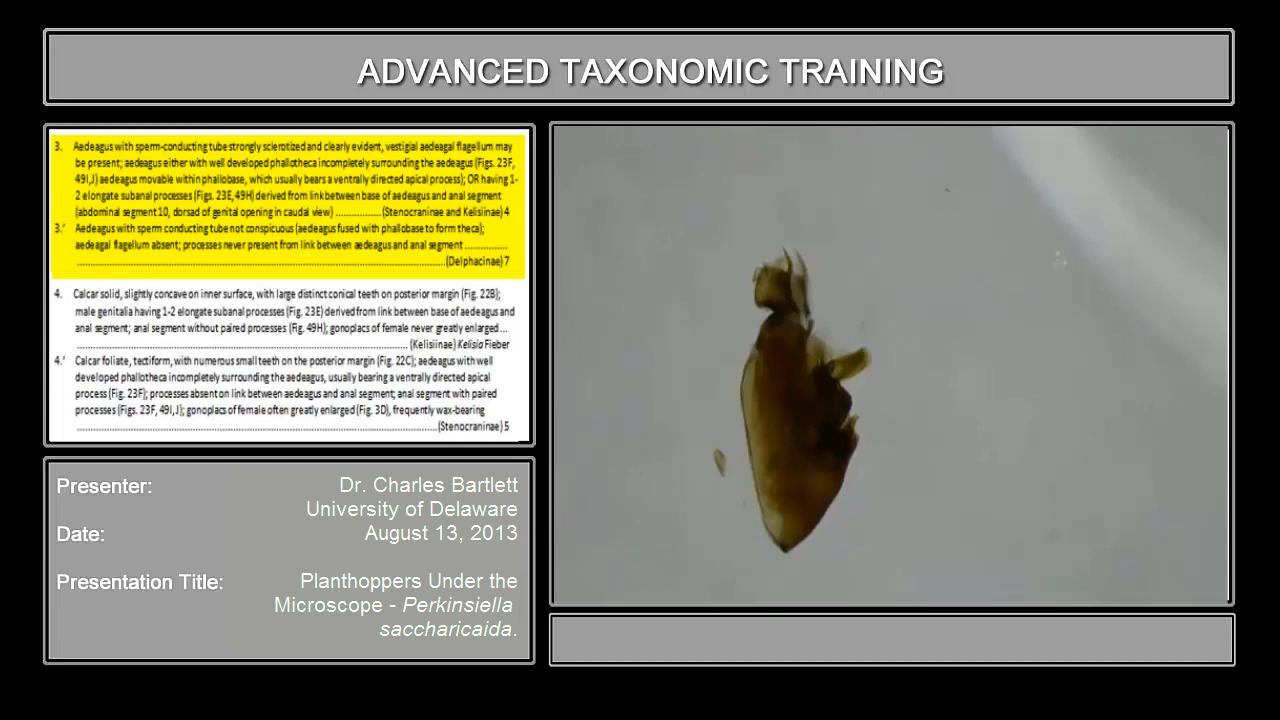 ADVANCED TAXONOMIC TRAINING
3. Aedeagus with sperm-conducting tube strongly sclerotized and clearly evident, vestigial aedeagal flagellum may
be present; aedeagus either with well developed phallotheca incompletely surrounding the aedeagus (Figs. 23F,
49I,J) aedeagus movable within phallobase, which usually bears a ventrally directed apical process); OR having 1-
2 elongate subanal processes (Figs. 23E, 49H) derived from link between base of aedeagus and anal segment
(abdominal segment 10, dorsad of genital opening in caudal view) ................(Stenocraninae and Kelisiinae) 4
3.' Aedeagus with sperm conducting tube not conspicuous (aedeagus fused with phallobase to form theca);
aedeagal flagellum absent; processes never present from link between aedeagus and anal segment ...............
.....................................................................................................................(Delphacinae) 7
4. Calcar solid, slightly concave on inner surface, with large distinct conical teeth on posterior margin (Fig. 22B);
male genitalia having 1-2 elongate subanal processes (Fig. 23E) derived from link between base of aedeagus and
anal segment; anal segment without paired processes (Fig. 49H); gonoplacs of female never greatly enlarged...
........................................................................................................ (Kelisiinae) Kelisia Fieber
4.' Calcar foliate, tectiform, with numerous small teeth on the posterior margin (Fig. 22C); aedeagus with well
developed phallotheca incompletely surrounding the aedeagus, usually bearing a ventrally directed apical
process (Fig. 23F); processes absent on link between aedeagus and anal segment; anal segment with paired
processes (Figs. 23F, 49I,J); gonoplacs of female often greatly enlarged (Fig. 3D), frequently wax-bearing
...................................................................................................................(Stenocraninae) 5
Presenter: Dr. Charles Bartlett
University of Delaware
Date: August 13, 2013
Presentation Title: Planthoppers Under the
Microscope - Perkinsiella
saccharicaida.